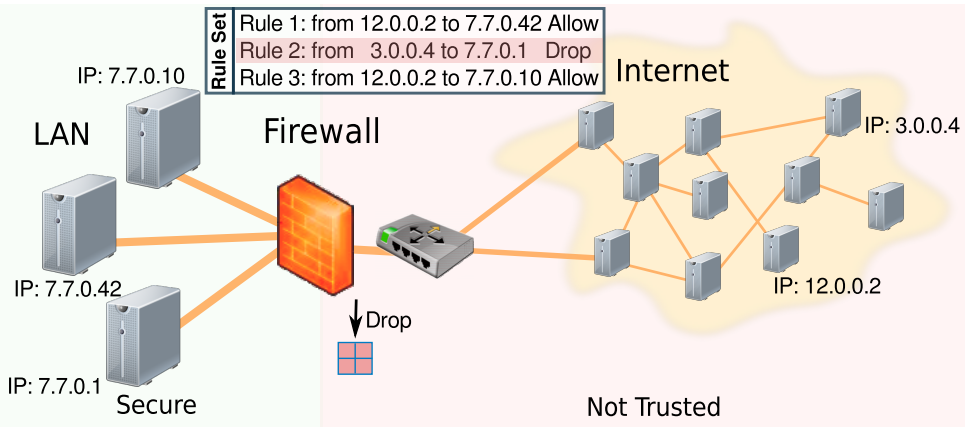 Rule Set
Rule 1: from 12.0.0.2 to 7.7.0.42 Allow
Rule 2: from 3.0.0.4 to 7.7.0.1 Drop
Rule 3: from 12.0.0.2 to 7.7.0.10 Allow
IP: 7.7.0.10
Internet
LAN
Firewall
IP: 3.0.0.4
IP: 7.7.0.42
IP: 12.0.0.2
Drop
IP: 7.7.0.1
Secure
Not Trusted